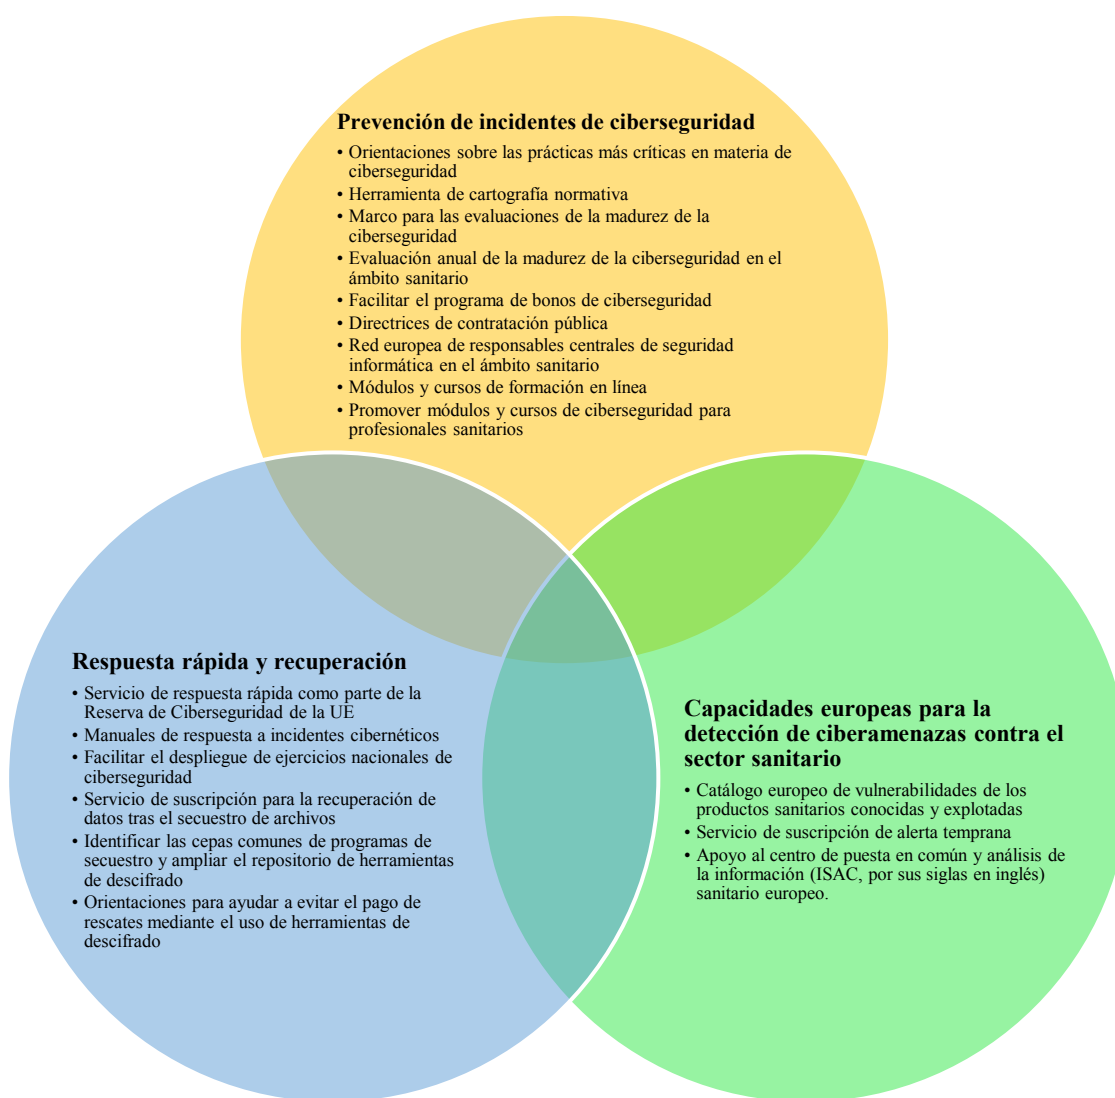 Prevención de incidentes de ciberseguridad
• Orientaciones sobre las prácticas más críticas en materia de
ciberseguridad
• Herramienta de cartografía normativa
• Marco para las evaluaciones de la madurez de la
ciberseguridad
• Evaluación anual de la madurez de la ciberseguridad en el
ámbito sanitario
• Facilitar el programa de bonos de ciberseguridad
• Directrices de contratación pública
• Red europea de responsables centrales de seguridad
informática en el ámbito sanitario
• Módulos y cursos de formación en línea
• Promover módulos y cursos de ciberseguridad para
profesionales sanitarios
Respuesta rápida y recuperación
• Servicio de respuesta rápida como parte de la
Reserva de Ciberseguridad de la UE
• Manuales de respuesta a incidentes cibernéticos
• Facilitar el despliegue de ejercicios nacionales de
ciberseguridad
• Servicio de suscripción para la recuperación de
datos tras el secuestro de archivos
• Identificar las cepas comunes de programas de
secuestro y ampliar el repositorio de herramientas
de descifrado
• Orientaciones para ayudar a evitar el pago de
rescates mediante el uso de herramientas de
descifrado
Capacidades europeas para la
detección de ciberamenazas contra el
sector sanitario
• Catálogo europeo de vulnerabilidades de los
productos sanitarios conocidas y explotadas
• Servicio de suscripción de alerta temprana
• Apoyo al centro de puesta en común y análisis de
la información (ISAC, por sus siglas en inglés)
sanitario europeo.